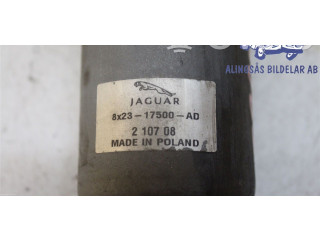 ALINGSÅS BILDELAR AB
JAGUAR
8x23-17500-AD
2 107 08
MADE IN POLAND